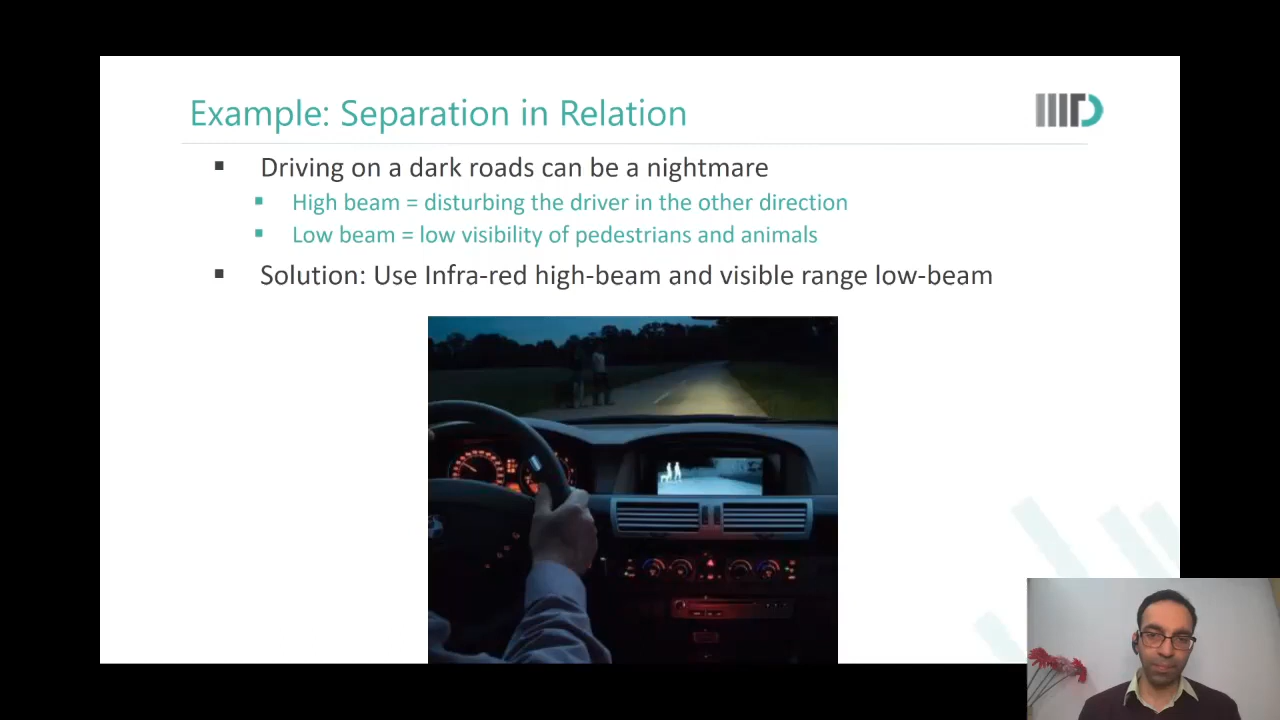 Example: Separation in Relation
IIITD
Driving on a dark roads can be a nightmare
High beam = disturbing the driver in the other direction
Low beam = low visibility of pedestrians and animals
Solution: Use Infra-red high-beam and visible range low-beam